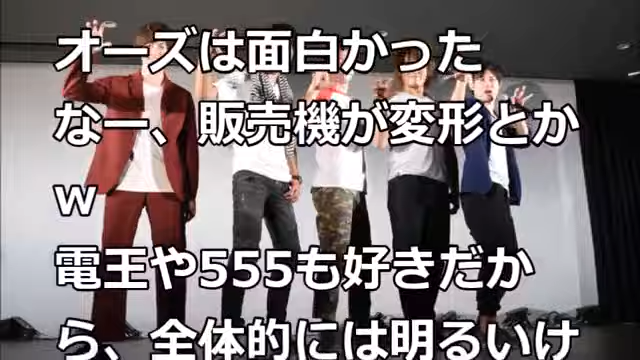 オーズは面白かった
なー、販売機が変形とか
w
電王や555も好きだか
ら、全体的には明るいけ